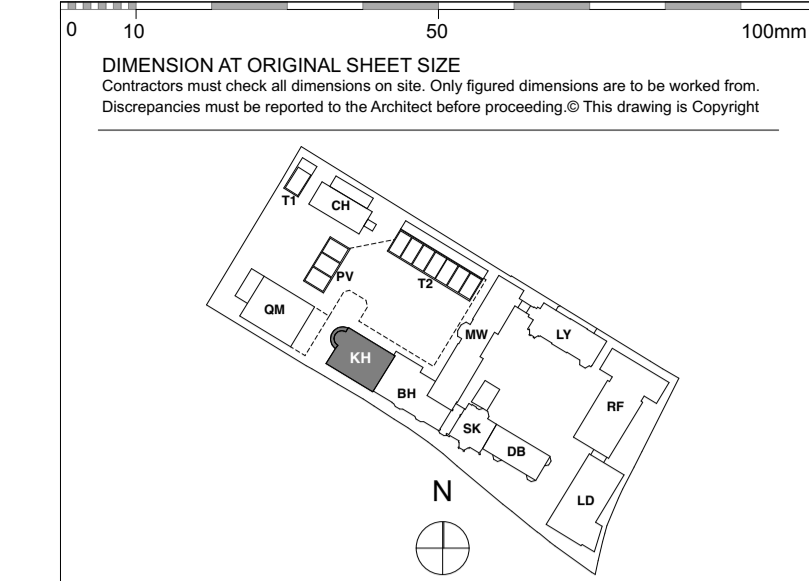 0 10 50 100mm
DIMENSION AT ORIGINAL SHEET SIZE
Contractors must check all dimensions on site. Only figured dimensions are to be worked from.
Discrepancies must be reported to the Architect before proceeding.© This drawing is Copyright
T1
CH
PV
T2
QM
MW
LY
KH
BH
RF
SK
DB
LD
N